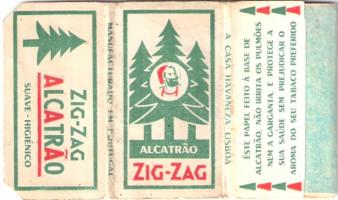 ZIG-ZAG
ALCATRÃO
SUAVE - HIGIÉNICO
MANUFACTURADO EM PORTUGAL
ALCATRÃO
ZIG-ZAG
A CASA HAVANEZA LISBOA
ÊSTE PAPEL FEITO À BASE DE
ALCATRÃO, NÃO IRRITA OS PULMÕES
NEM A GARGANTA, E PROTEGE A
SUA SAÚDE SEM PREJUDICAR O
AROMA DO SEU TABACO PREFERIDO